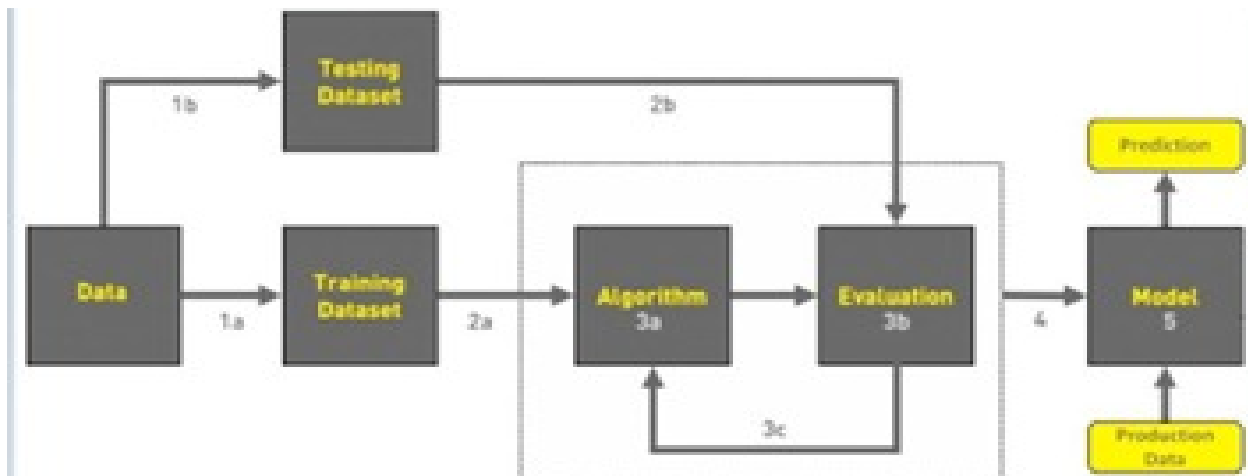 Testing
Dataset
1b
2b
Prediction
Data
1a
Training
Dataset
2a
Algorithm
3a
Evaluation
3b
4
Model
5
3c
Production
Data